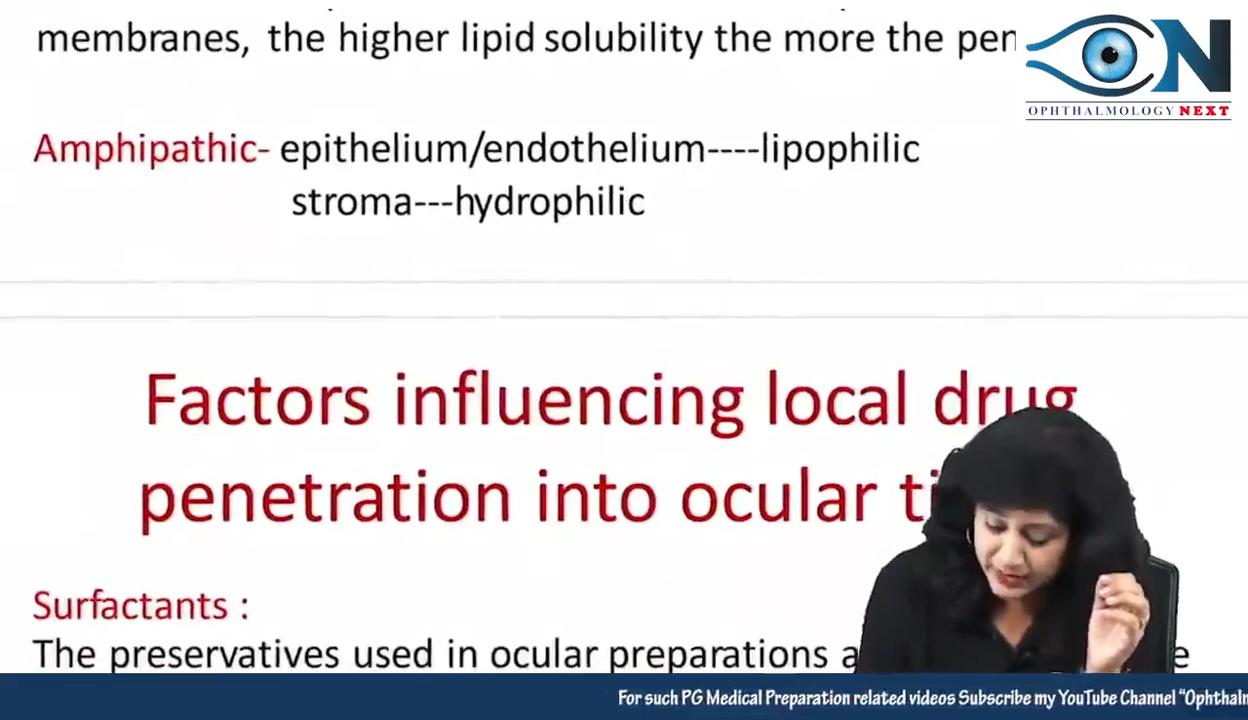 membranes, the higher lipid solubility the more the pen
ON
OPHTHALMOLOGY NEXT
Amphipathic- epithelium/endothelium----lipophilic
stroma---hydrophilic
Factors influencing local drug
penetration into ocular
Surfactants :
The preservatives used in ocular preparations
For such PG Medical Preparation related videos Subscribe my YouTube Channel "Ophthalm